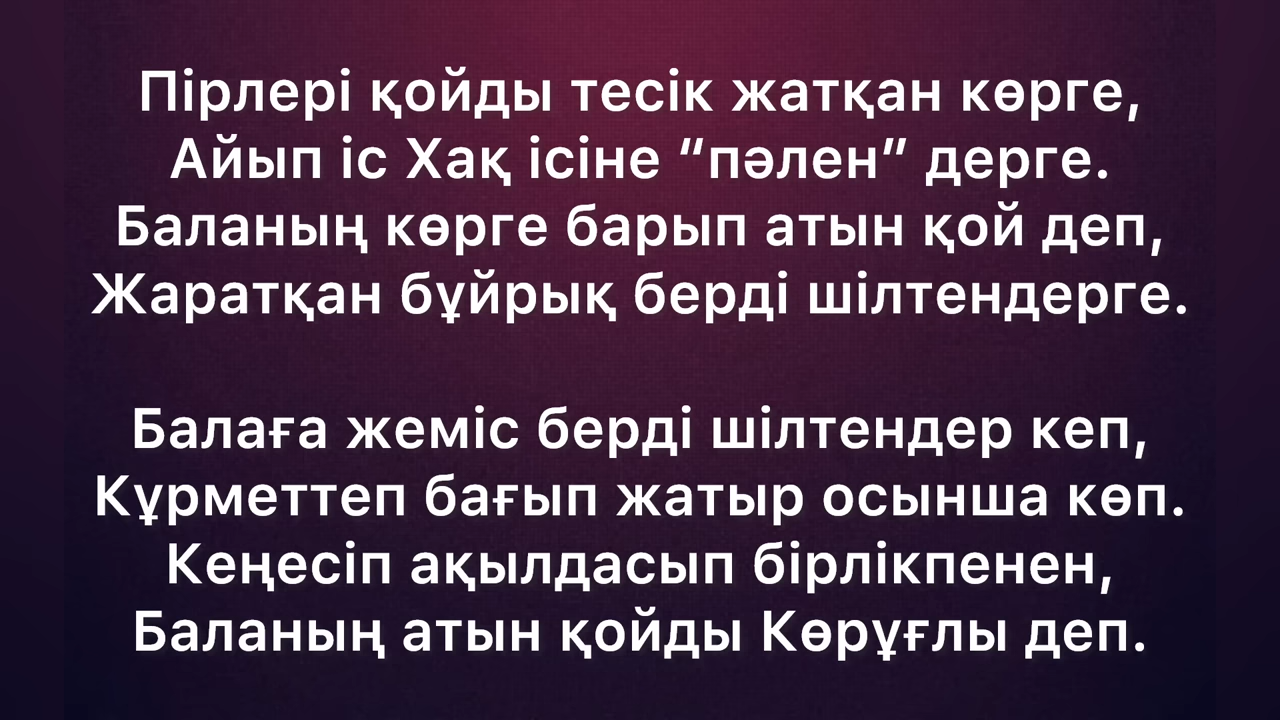 Пірлері қойды тесік жатқан көрге,
Айып іс Хақ ісіне “пәлен” дерге.
Баланың көрге барып атын қой деп,
Жаратқан бұйрық берді шілтендерге.
Балаға жеміс берді шілтендер кеп,
Құрметтеп бағып жатыр осынша көп.
Кеңесіп ақылдасып бірлікпенен,
Баланың атын қойды Көрұғлы деп.